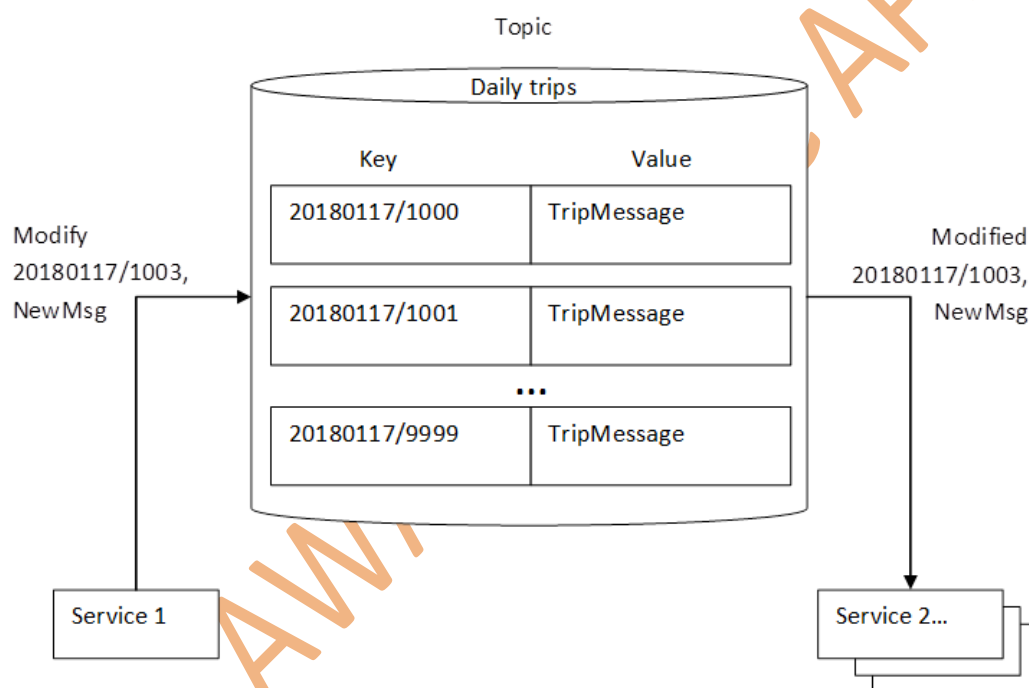 Topic
Daily trips
Key Value
20180117/1000 TripMessage
Modify
20180117/1003,
NewMsg
Modified
20180117/1003,
NewMsg
20180117/1001 TripMessage
...
20180117/9999 TripMessage
Service 1
Service 2...